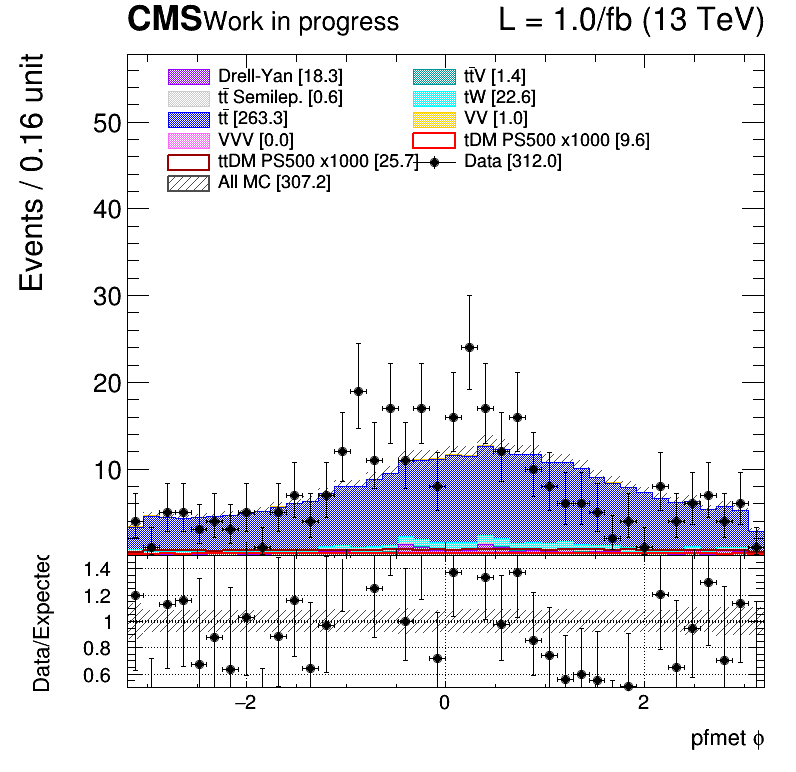 CMS Work in progress L = 1.0/fb (13 TeV)
Events / 0.16 unit
Drell-Yan [18.3] tt̄V [1.4]
tt̄ Semilep. [0.6] tW [22.6]
tt̄ [263.3] VV [1.0]
VVV [0.0] tDM PS500 x1000 [9.6]
ttDM PS500 x1000 [25.7] Data [312.0]
All MC [307.2]
50
40
30
20
10
Data/Expected
1.4
1.2
1
0.8
0.6
−2 0 2
pfmet ϕ